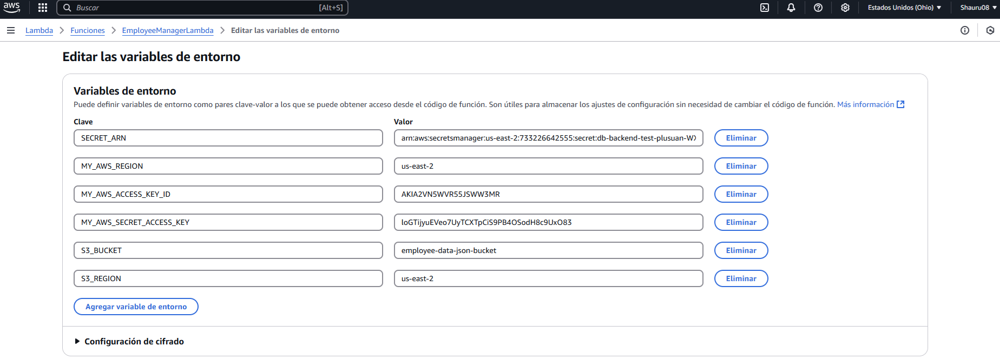 aws Buscar [Alt+S] Estados Unidos (Ohio) Shauru08
Lambda > Funciones > EmployeeManagerLambda > Editar las variables de entorno
Editar las variables de entorno
Variables de entorno
Puede definir variables de entorno como pares clave-valor a los que se puede obtener acceso desde el código de función. Son útiles para almacenar los ajustes de configuración sin necesidad de cambiar el código de función. Más información
Clave Valor
SECRET_ARN arn:aws:secretsmanager:us-east-2:733226642555:secret:db-backend-test-plusuan-WX Eliminar
MY_AWS_REGION us-east-2 Eliminar
MY_AWS_ACCESS_KEY_ID AKIA2VN5WVR55JSWW3MR Eliminar
MY_AWS_SECRET_ACCESS_KEY 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 Eliminar
S3_BUCKET employee-data-json-bucket Eliminar
S3_REGION us-east-2 Eliminar
Agregar variable de entorno
Configuración de cifrado